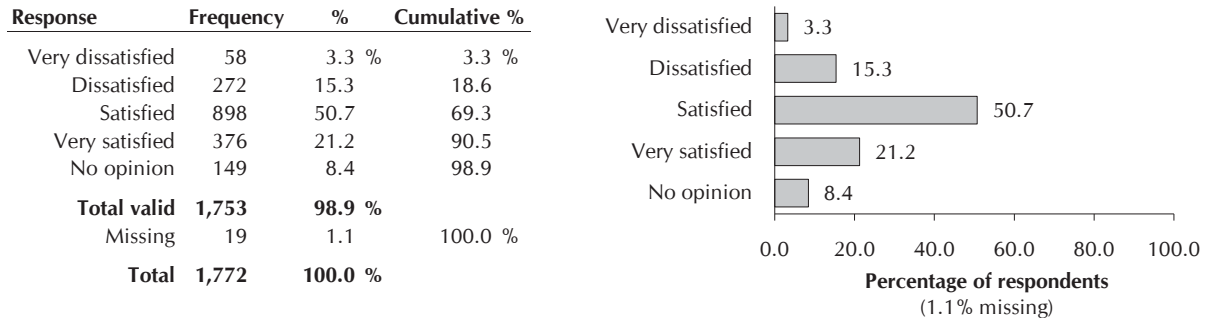 Response Frequency % Cumulative %
Very dissatisfied 58 3.3 % 3.3 %
Dissatisfied 272 15.3 18.6
Satisfied 898 50.7 69.3
Very satisfied 376 21.2 90.5
No opinion 149 8.4 98.9
Total valid 1,753 98.9 %
Missing 19 1.1 100.0 %
Total 1,772 100.0 %
Very dissatisfied 3.3
Dissatisfied 15.3
Satisfied 50.7
Very satisfied 21.2
No opinion 8.4
0.0 20.0 40.0 60.0 80.0 100.0
Percentage of respondents
(1.1% missing)